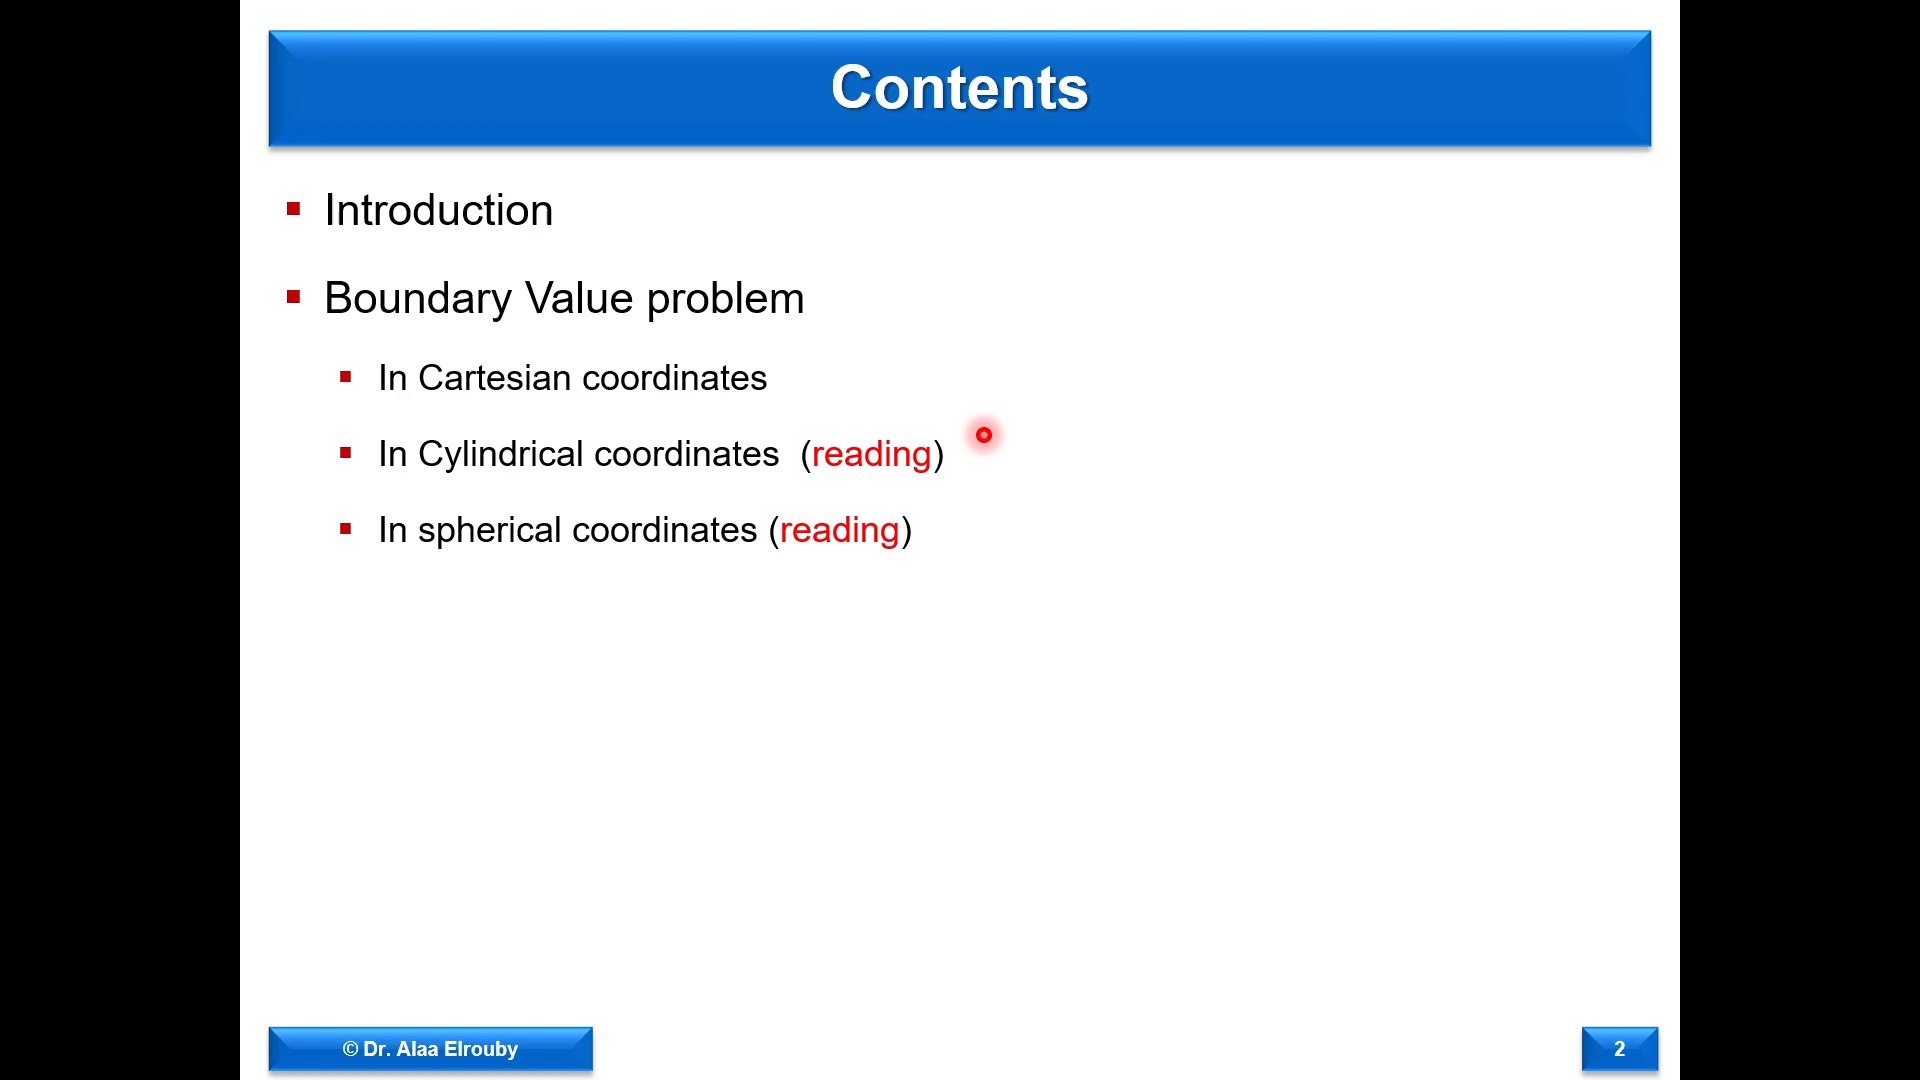 Contents
Introduction
Boundary Value problem
In Cartesian coordinates
In Cylindrical coordinates (reading)
In spherical coordinates (reading)
© Dr. Alaa Elrouby
2